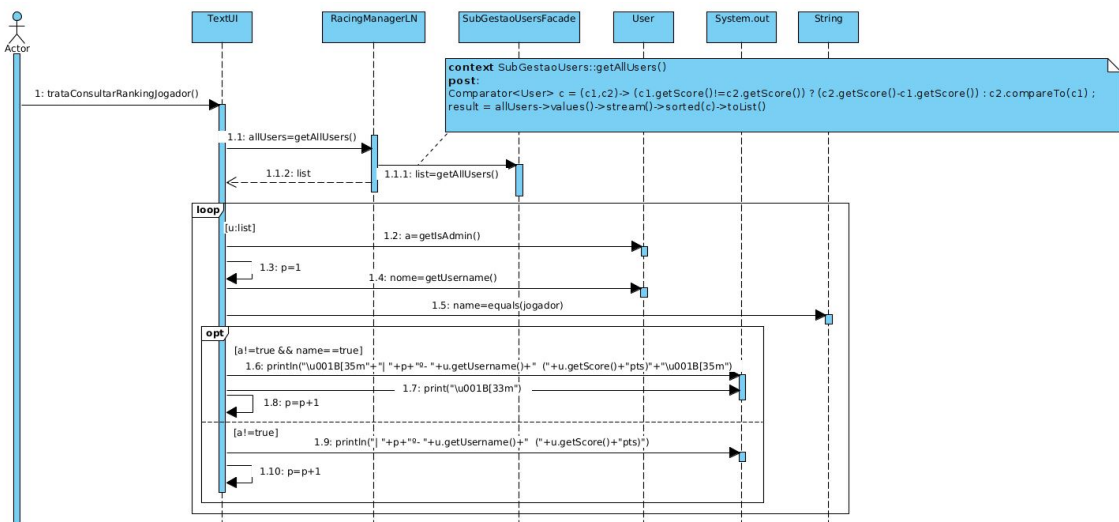 TextUI
RacingManagerLN
SubGestaoUsersFacade
User
System.out
String
Actor
context SubGestaoUsers::getAllUsers()
post:
Comparator<User> c = (c1,c2)-> (c1.getScore()!=c2.getScore()) ? (c2.getScore()-c1.getScore()) : c2.compareTo(c1) ;
result = allUsers->values()->stream()->sorted(c)->toList()
1: trataConsultarRankingJogador()
1.1: allUsers=getAllUsers()
1.1.1: list=getAllUsers()
1.1.2: list
loop
[u:list]
1.2: a=getIsAdmin()
1.3: p=1
1.4: nome=getUsername()
1.5: name=equals(jogador)
opt
[a!=true && name==true]
1.6: println("\u001B[35m"+"| "+p+"º- "+u.getUsername()+"  ("+u.getScore()+"pts)"+"\u001B[35m")
1.7: print("\u001B[33m")
1.8: p=p+1
[a!=true]
1.9: println("| "+p+"º- "+u.getUsername()+"  ("+u.getScore()+"pts)")
1.10: p=p+1